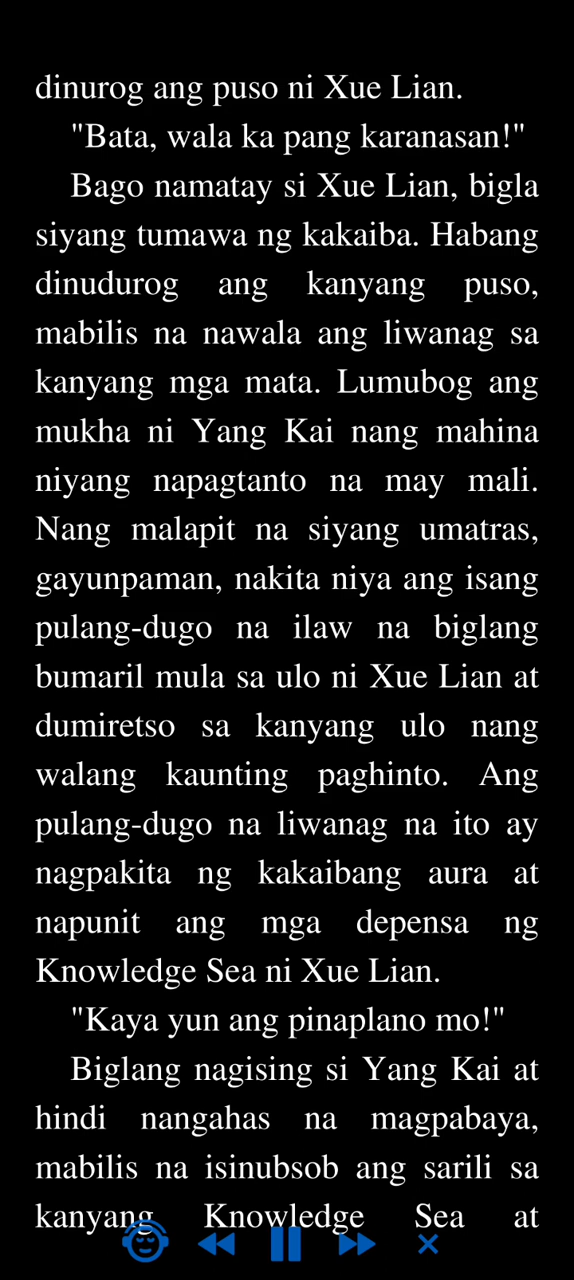 dinurog ang puso ni Xue Lian.
"Bata, wala ka pang karanasan!"
Bago namatay si Xue Lian, bigla
siyang tumawa ng kakaiba. Habang
dinudurog ang kanyang puso,
mabilis na nawala ang liwanag sa
kanyang mga mata. Lumubog ang
mukha ni Yang Kai nang mahina
niyang napagtanto na may mali.
Nang malapit na siyang umatras,
gayunpaman, nakita niya ang isang
pulang-dugo na ilaw na biglang
bumaril mula sa ulo ni Xue Lian at
dumiretso sa kanyang ulo nang
walang kaunting paghinto. Ang
pulang-dugo na liwanag na ito ay
nagpakita ng kakaibang aura at
napunit ang mga depensa ng
Knowledge Sea ni Xue Lian.
"Kaya yun ang pinaplano mo!"
Biglang nagising si Yang Kai at
hindi nangahas na magpabaya,
mabilis na isinubsob ang sarili sa
kanyang Knowledge Sea at